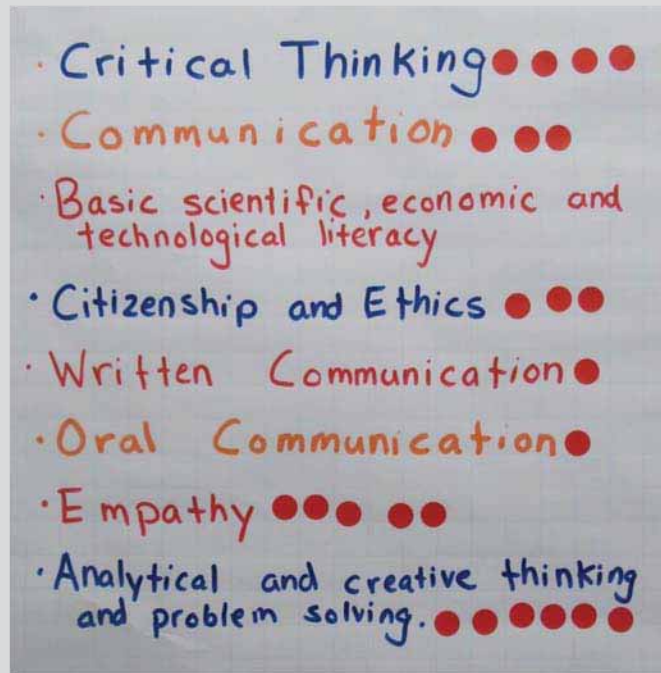 · Critical Thinking
· Communication
· Basic scientific, economic and
technological literacy
· Citizenship and Ethics
· Written Communication
· Oral Communication
· Empathy
· Analytical and creative thinking
and problem solving.